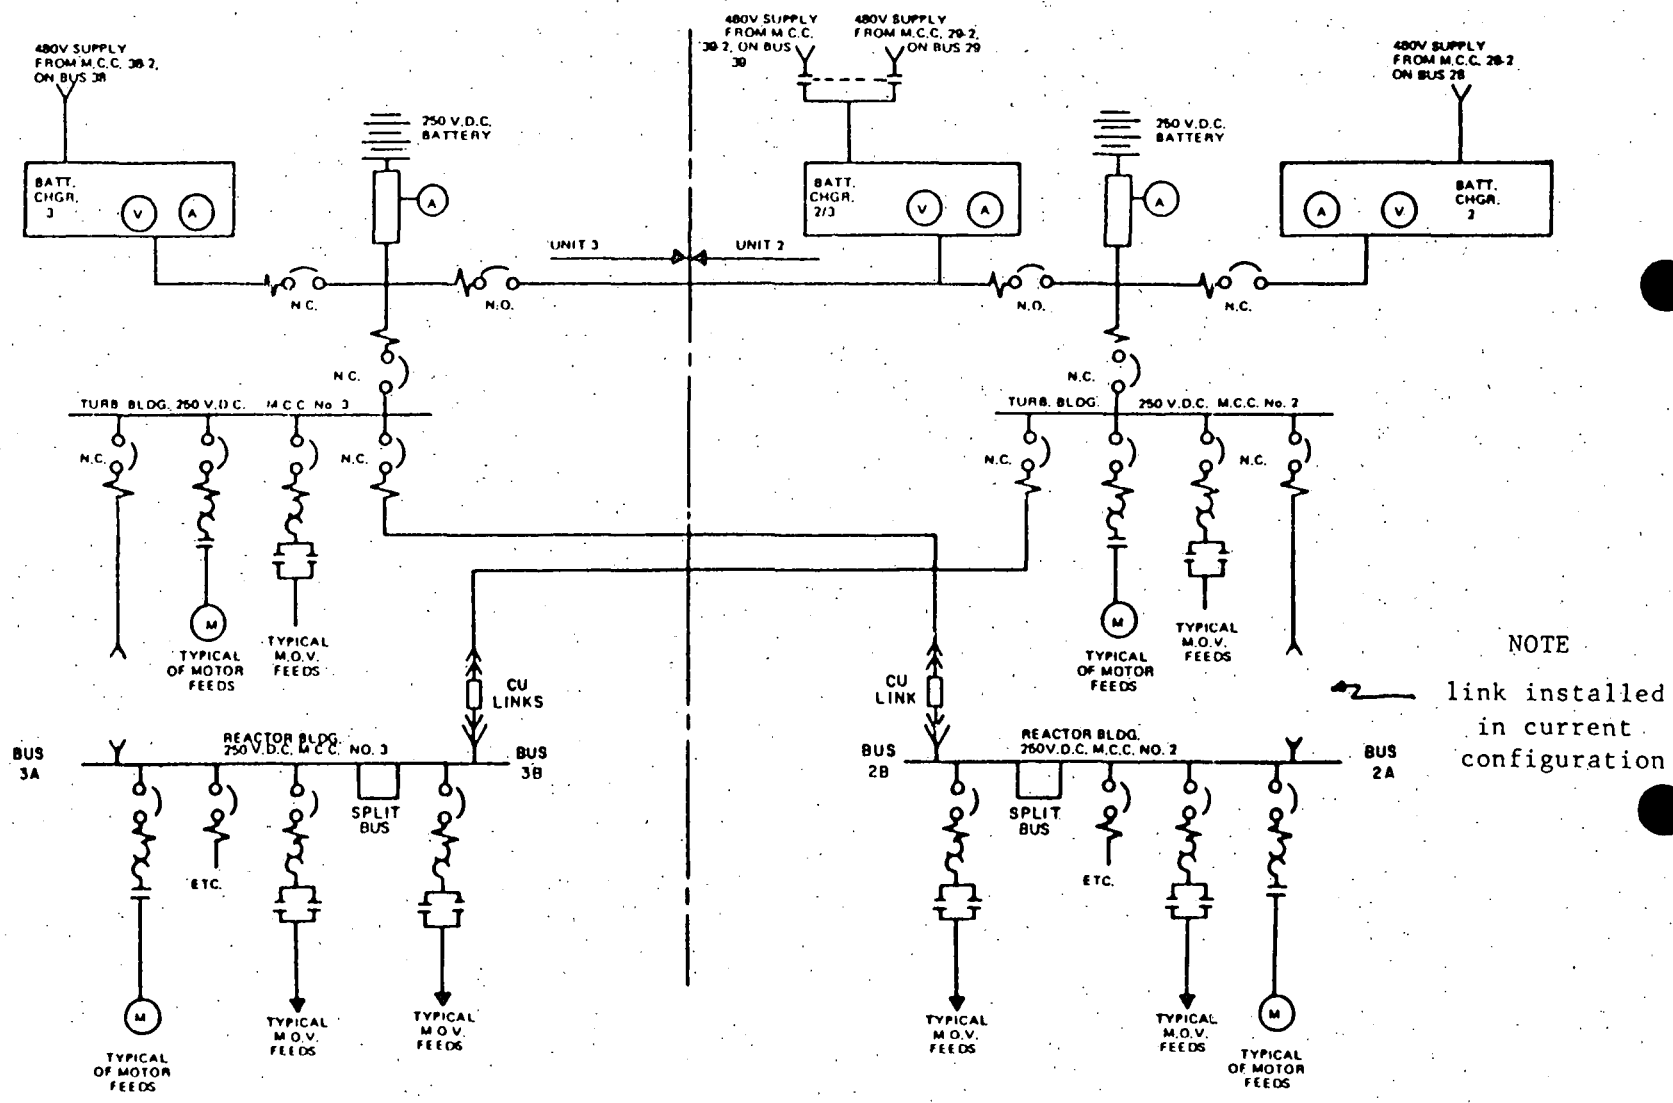 480V SUPPLY
FROM M.C.C. 38-2,
ON BUS 38
480V SUPPLY
FROM M.C.C.
39-2, ON BUS
39
480V SUPPLY
FROM M.C.C. 29-2,
ON BUS 29
480V SUPPLY
FROM M.C.C. 28-2
ON BUS 28
250 V.D.C.
BATTERY
250 V.D.C.
BATTERY
BATT.
CHGR.
3
V
A
A
BATT.
CHGR.
2/3
V
A
A
A
V
BATT.
CHGR.
2
UNIT 3
UNIT 2
N.C.
N.O.
N.O.
N.C.
N.C.
N.C.
TURB. BLDG. 250 V.D.C. M.C.C. No. 3
TURB. BLDG. 250 V.D.C. M.C.C. No. 2
N.C.
N.C.
N.C.
N.C.
M
TYPICAL
OF MOTOR
FEEDS
TYPICAL
M.O.V.
FEEDS
M
TYPICAL
OF MOTOR
FEEDS
TYPICAL
M.O.V.
FEEDS
NOTE
link installed
in current
configuration
CU
LINKS
CU
LINK
BUS
3A
REACTOR BLDG.
250 V.D.C. M.C.C. NO. 3
BUS
3B
BUS
2B
REACTOR BLDG.
250V.D.C. M.C.C. NO. 2
BUS
2A
SPLIT
BUS
SPLIT
BUS
ETC.
ETC.
M
TYPICAL
OF MOTOR
FEEDS
TYPICAL
M.O.V.
FEEDS
TYPICAL
M.O.V.
FEEDS
TYPICAL
M.O.V.
FEEDS
TYPICAL
M.O.V.
FEEDS
M
TYPICAL
OF MOTOR
FEEDS